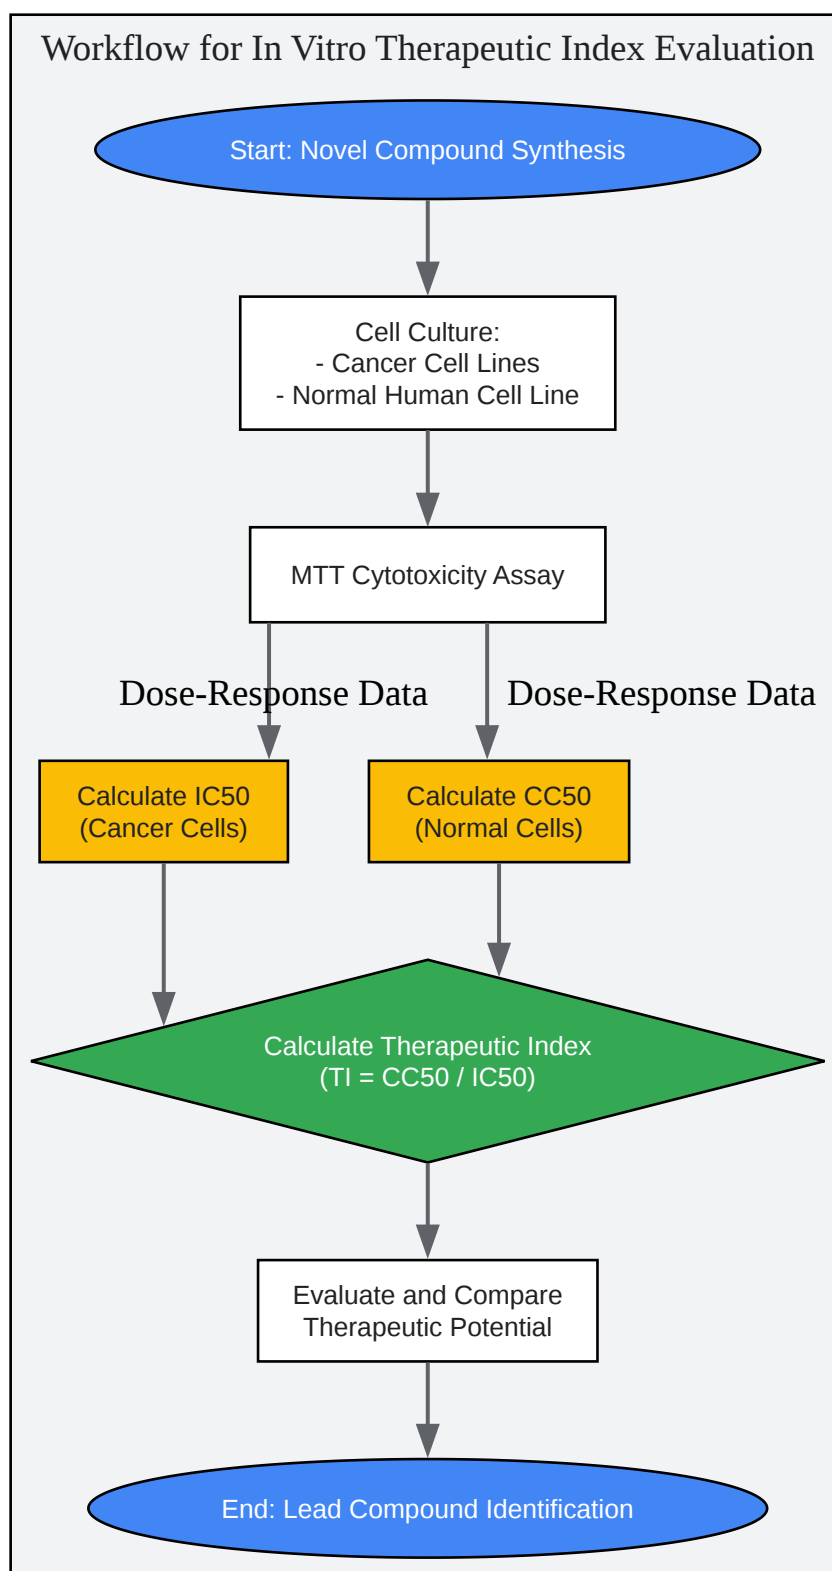 Workflow for In Vitro Therapeutic Index Evaluation
Start: Novel Compound Synthesis
Cell Culture:
- Cancer Cell Lines
- Normal Human Cell Line
MTT Cytotoxicity Assay
Dose-Response Data
Dose-Response Data
Calculate IC50
(Cancer Cells)
Calculate CC50
(Normal Cells)
Calculate Therapeutic Index
(TI = CC50 / IC50)
Evaluate and Compare
Therapeutic Potential
End: Lead Compound Identification